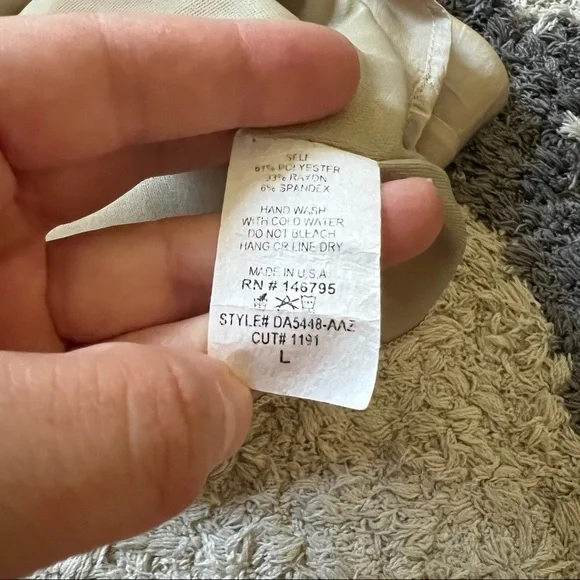 SELF
61% POLYESTER
33% RAYON
6% SPANDEX
HAND WASH
WITH COLD WATER
DO NOT BLEACH
HANG OR LINE DRY
MADE IN U.S.A
RN # 146795
STYLE# DA5448-AAZ
CUT# 1191
L